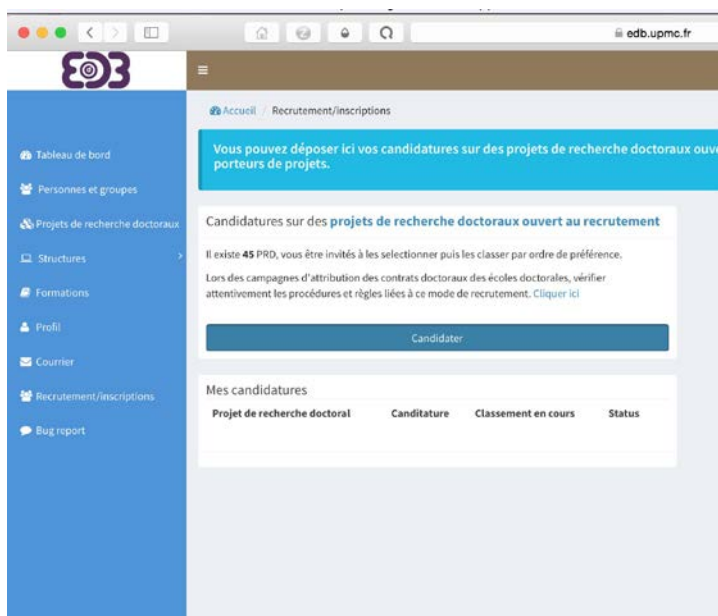 edb.upmc.fr
EDB
Accueil / Recrutement/inscriptions
Tableau de bord
Personnes et groupes
Projets de recherche doctoraux
Structures
Formations
Profil
Courrier
Recrutement/inscriptions
Bug report
Vous pouvez déposer ici vos candidatures sur des projets de recherche doctoraux ouv
porteurs de projets.
Candidatures sur des projets de recherche doctoraux ouvert au recrutement
Il existe 45 PRD, vous être invités à les selectionner puis les classer par ordre de préférence.
Lors des campagnes d'attribution des contrats doctoraux des écoles doctorales, vérifier
attentivement les procédures et règles liées à ce mode de recrutement. Cliquer ici
Candidater
Mes candidatures
Projet de recherche doctoral Canditature Classement en cours Status